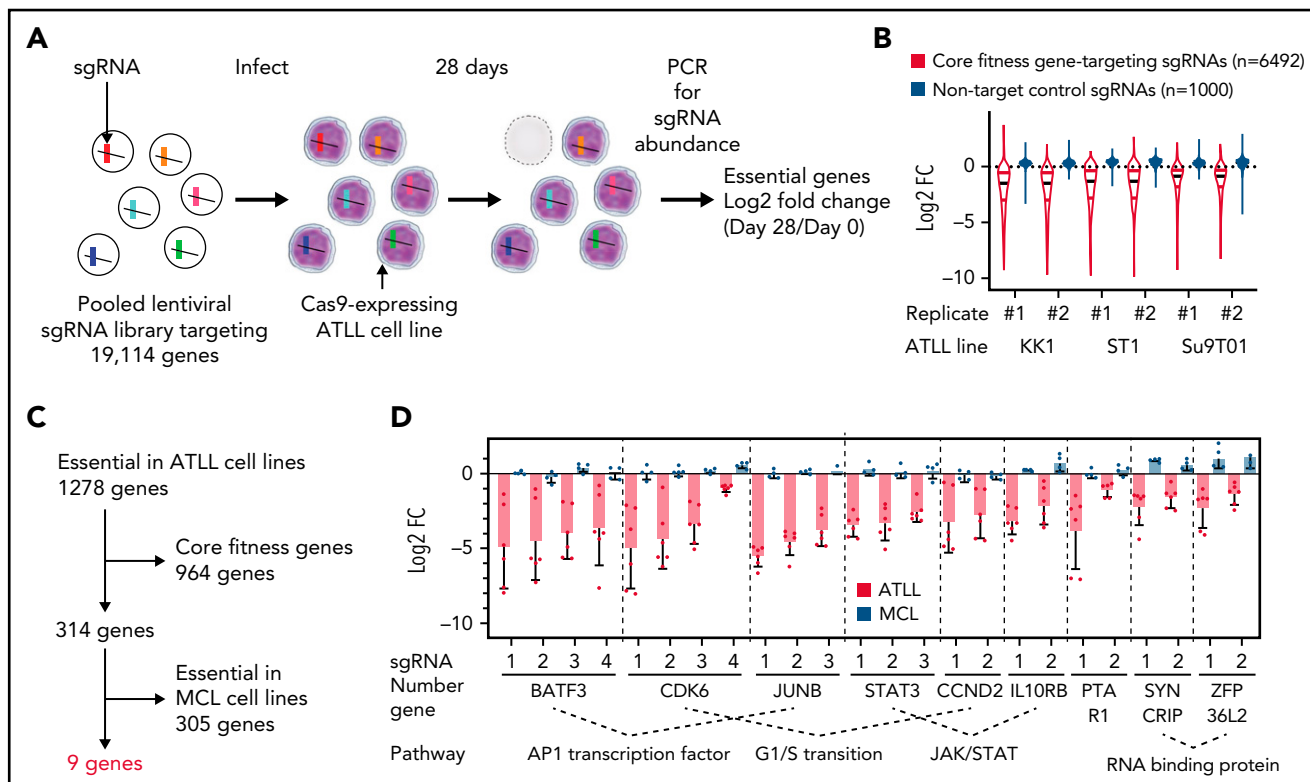 A
sgRNA
Infect
28 days
PCR
for
sgRNA
abundance
Essential genes
Log2 fold change
(Day 28/Day 0)
Pooled lentiviral
sgRNA library targeting
19,114 genes
Cas9-expressing
ATLL cell line
B
Core fitness gene-targeting sgRNAs (n=6492)
Non-target control sgRNAs (n=1000)
Log2 FC
0
−5
−10
Replicate #1 #2 #1 #2 #1 #2
ATLL line KK1 ST1 Su9T01
C
Essential in ATLL cell lines
1278 genes
Core fitness genes
964 genes
314 genes
Essential in
MCL cell lines
305 genes
9 genes
D
Log2 FC
0
−5
−10
ATLL
MCL
sgRNA
Number
1 2 3 4 1 2 3 4 1 2 3 1 2 3 1 2 1 2 1 2 1 2 1 2
gene
BATF3 CDK6 JUNB STAT3 CCND2 IL10RB PTA SYN ZFP
R1 CRIP 36L2
Pathway AP1 transcription factor G1/S transition JAK/STAT RNA binding protein